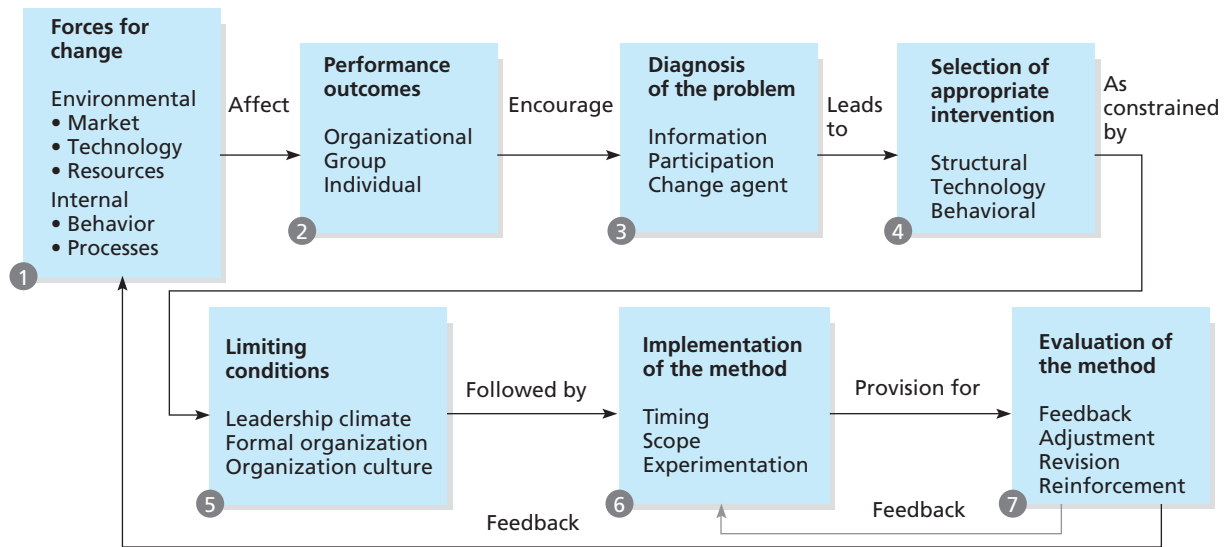 Forces for
change
Environmental
• Market
• Technology
• Resources
Internal
• Behavior
• Processes
1
Affect
Performance
outcomes
Organizational
Group
Individual
2
Encourage
Diagnosis
of the problem
Information
Participation
Change agent
3
Leads
to
Selection of
appropriate
intervention
Structural
Technology
Behavioral
4
As
constrained
by
Limiting
conditions
Leadership climate
Formal organization
Organization culture
5
Followed by
Implementation
of the method
Timing
Scope
Experimentation
6
Provision for
Evaluation of
the method
Feedback
Adjustment
Revision
Reinforcement
7
Feedback
Feedback